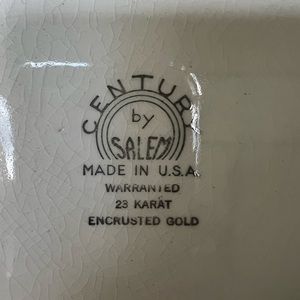 CENTURY
by
SALEM
MADE IN U.S.A.
WARRANTED
23 KARAT
ENCRUSTED GOLD